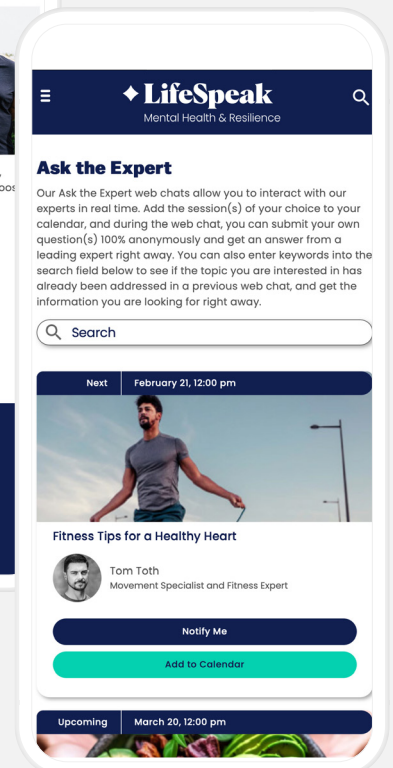 LifeSpeak
Mental Health & Resilience
Ask the Expert
Our Ask the Expert web chats allow you to interact with our
experts in real time. Add the session(s) of your choice to your
calendar, and during the web chat, you can submit your own
question(s) 100% anonymously and get an answer from a
leading expert right away. You can also enter keywords into the
search field below to see if the topic you are interested in has
already been addressed in a previous web chat, and get the
information you are looking for right away.
Search
Next February 21, 12:00 pm
Fitness Tips for a Healthy Heart
Tom Toth
Movement Specialist and Fitness Expert
Notify Me
Add to Calendar
Upcoming March 20, 12:00 pm